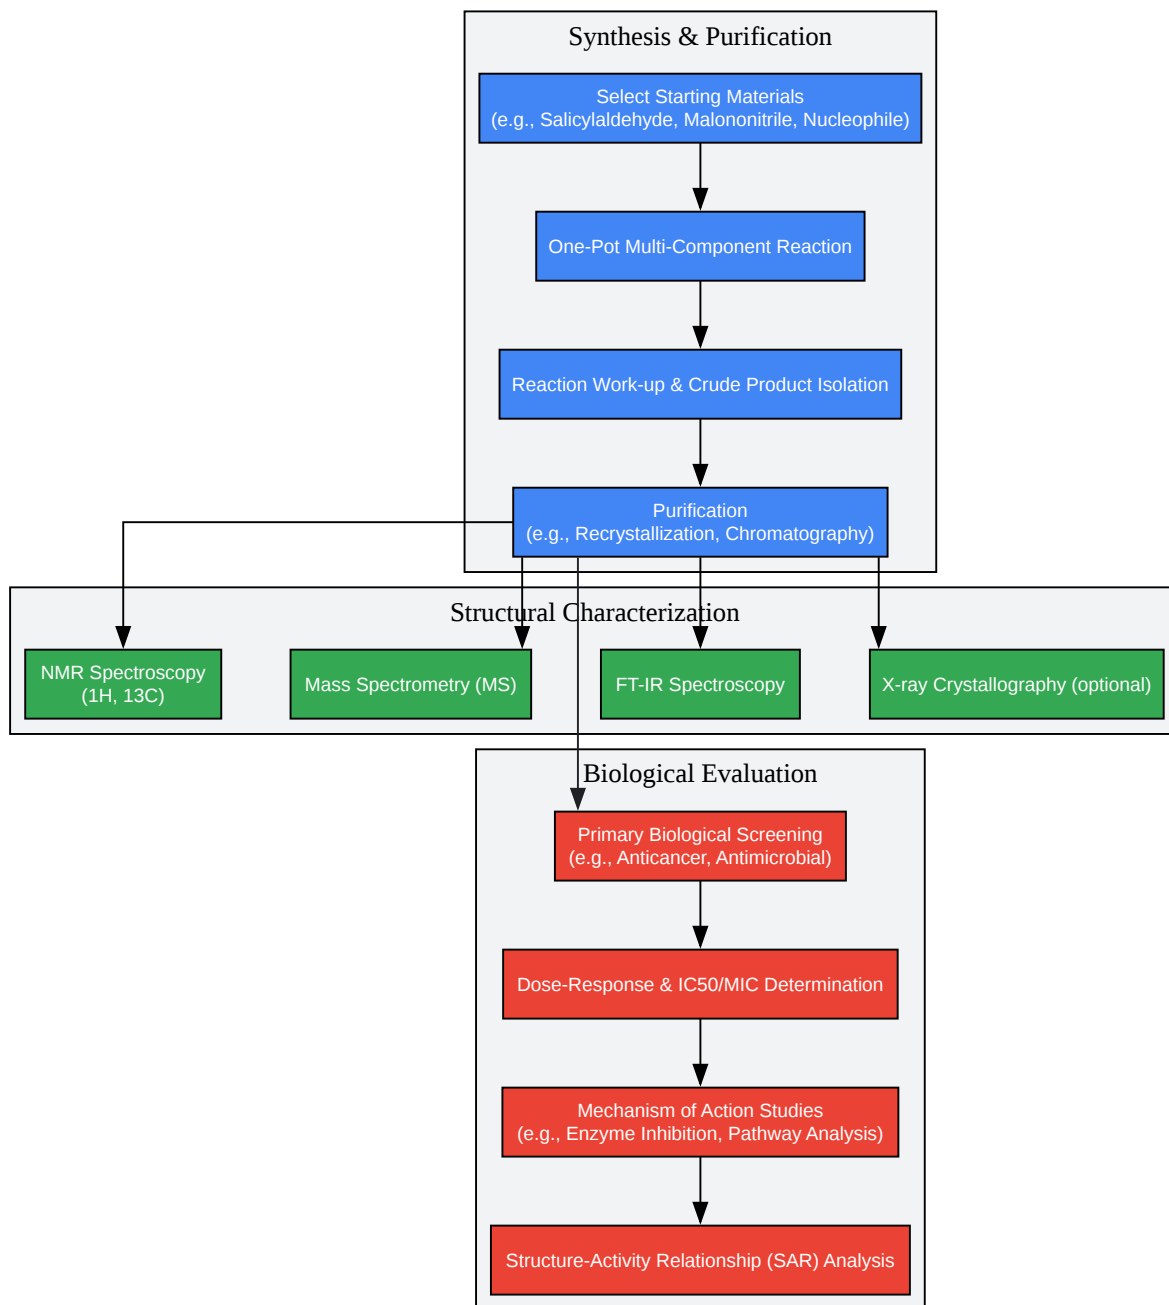 Synthesis & Purification
Select Starting Materials
(e.g., Salicylaldehyde, Malononitrile, Nucleophile)
One-Pot Multi-Component Reaction
Reaction Work-up & Crude Product Isolation
Purification
(e.g., Recrystallization, Chromatography)
Structural Characterization
NMR Spectroscopy
(1H, 13C)
Mass Spectrometry (MS)
FT-IR Spectroscopy
X-ray Crystallography (optional)
Biological Evaluation
Primary Biological Screening
(e.g., Anticancer, Antimicrobial)
Dose-Response & IC50/MIC Determination
Mechanism of Action Studies
(e.g., Enzyme Inhibition, Pathway Analysis)
Structure-Activity Relationship (SAR) Analysis